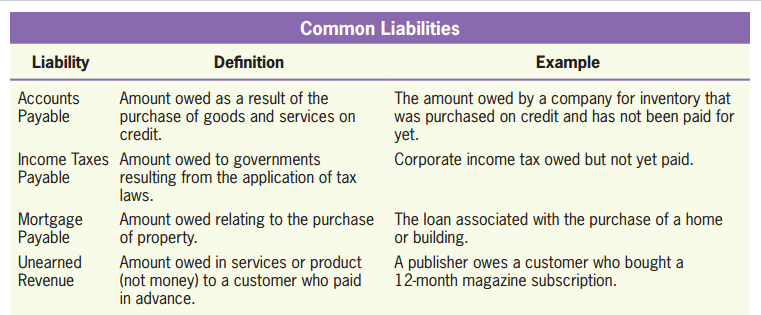 Common Liabilities
Liability Definition Example
Accounts Payable
Amount owed as a result of the
purchase of goods and services on
credit.
The amount owed by a company for inventory that
was purchased on credit and has not been paid for
yet.
Income Taxes
Payable
Amount owed to governments
resulting from the application of tax
laws.
Corporate income tax owed but not yet paid.
Mortgage
Payable
Amount owed relating to the purchase
of property.
The loan associated with the purchase of a home
or building.
Unearned
Revenue
Amount owed in services or product
(not money) to a customer who paid
in advance.
A publisher owes a customer who bought a
12-month magazine subscription.